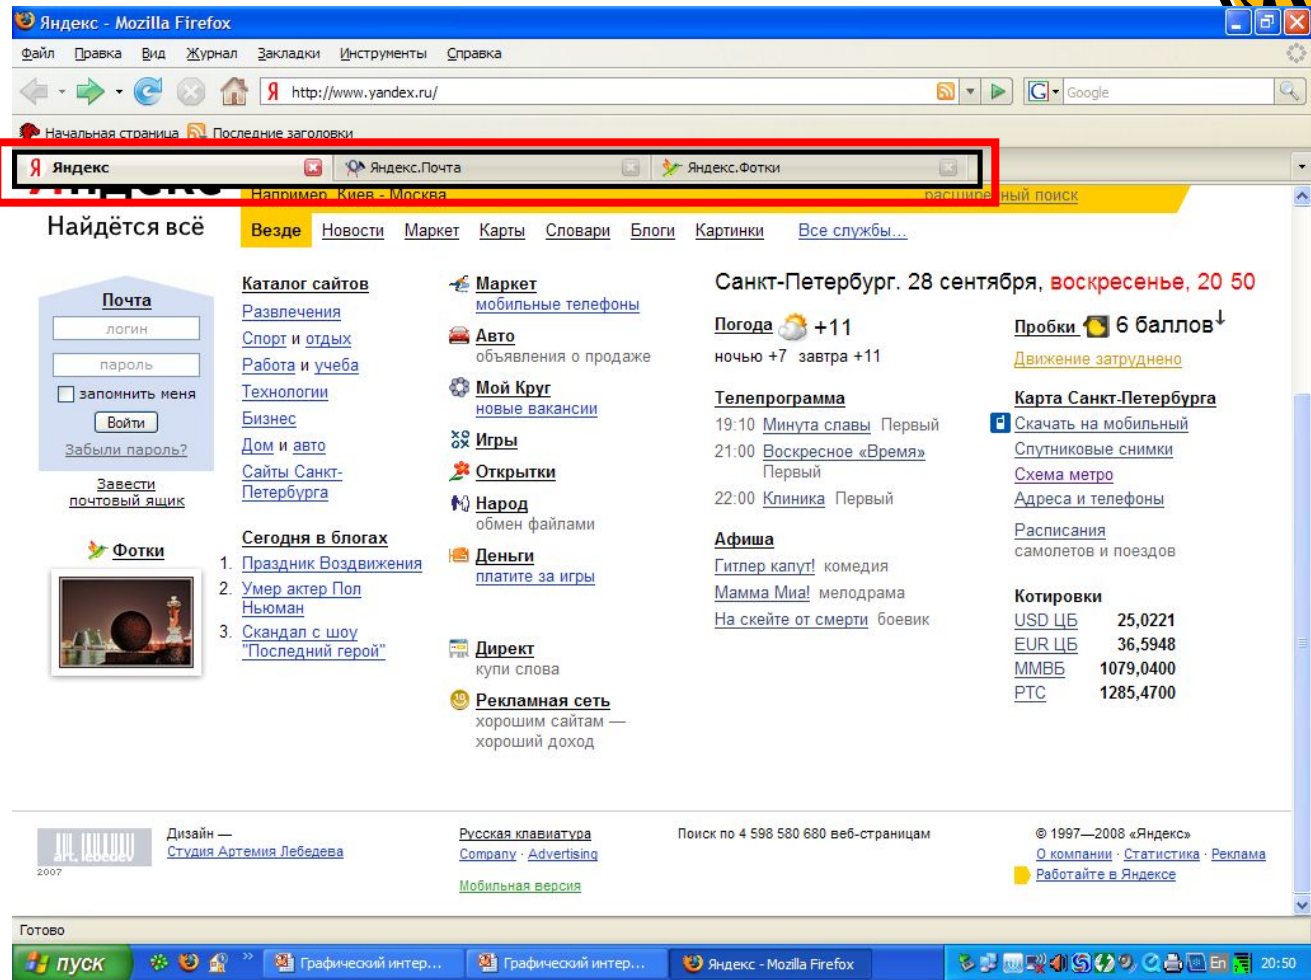 Яндекс - Mozilla Firefox
Файл Правка Вид Журнал Закладки Инструменты Справка
http://www.yandex.ru/ Google
Начальная страница Последние заголовки
Яндекс Яндекс.Почта Яндекс.Фотки
Например, Киев - Москва расширенный поиск
Найдётся всё
Везде Новости Маркет Карты Словари Блоги Картинки Все службы...
Почта
логин
пароль
запомнить меня
Войти
Забыли пароль?
Завести
почтовый ящик
Фотки
Каталог сайтов
Развлечения
Спорт и отдых
Работа и учеба
Технологии
Бизнес
Дом и авто
Сайты Санкт-
Петербурга
Сегодня в блогах
1. Праздник Воздвижения
2. Умер актер Пол
Ньюман
3. Скандал с шоу
"Последний герой"
Маркет
мобильные телефоны
Авто
объявления о продаже
Мой Круг
новые вакансии
Игры
Открытки
Народ
обмен файлами
Деньги
платите за игры
Директ
купи слова
Рекламная сеть
хорошим сайтам —
хороший доход
Санкт-Петербург. 28 сентября, воскресенье, 20 50
Погода +11
ночью +7 завтра +11
Телепрограмма
19:10 Минута славы Первый
21:00 Воскресное «Время»
Первый
22:00 Клиника Первый
Афиша
Гитлер капут! комедия
Мамма Миа! мелодрама
На скейте от смерти боевик
Пробки 6 баллов↓
Движение затруднено
Карта Санкт-Петербурга
Скачать на мобильный
Спутниковые снимки
Схема метро
Адреса и телефоны
Расписания
самолетов и поездов
Котировки
USD ЦБ 25,0221
EUR ЦБ 36,5948
ММВБ 1079,0400
РТС 1285,4700
art. lebedev
2007
Дизайн —
Студия Артемия Лебедева
Русская клавиатура
Company · Advertising
Мобильная версия
Поиск по 4 598 580 680 веб-страницам
© 1997—2008 «Яндекс»
О компании · Статистика · Реклама
Работайте в Яндексе
Готово
пуск Графический интер... Графический интер... Яндекс - Mozilla Firefox En 20:50